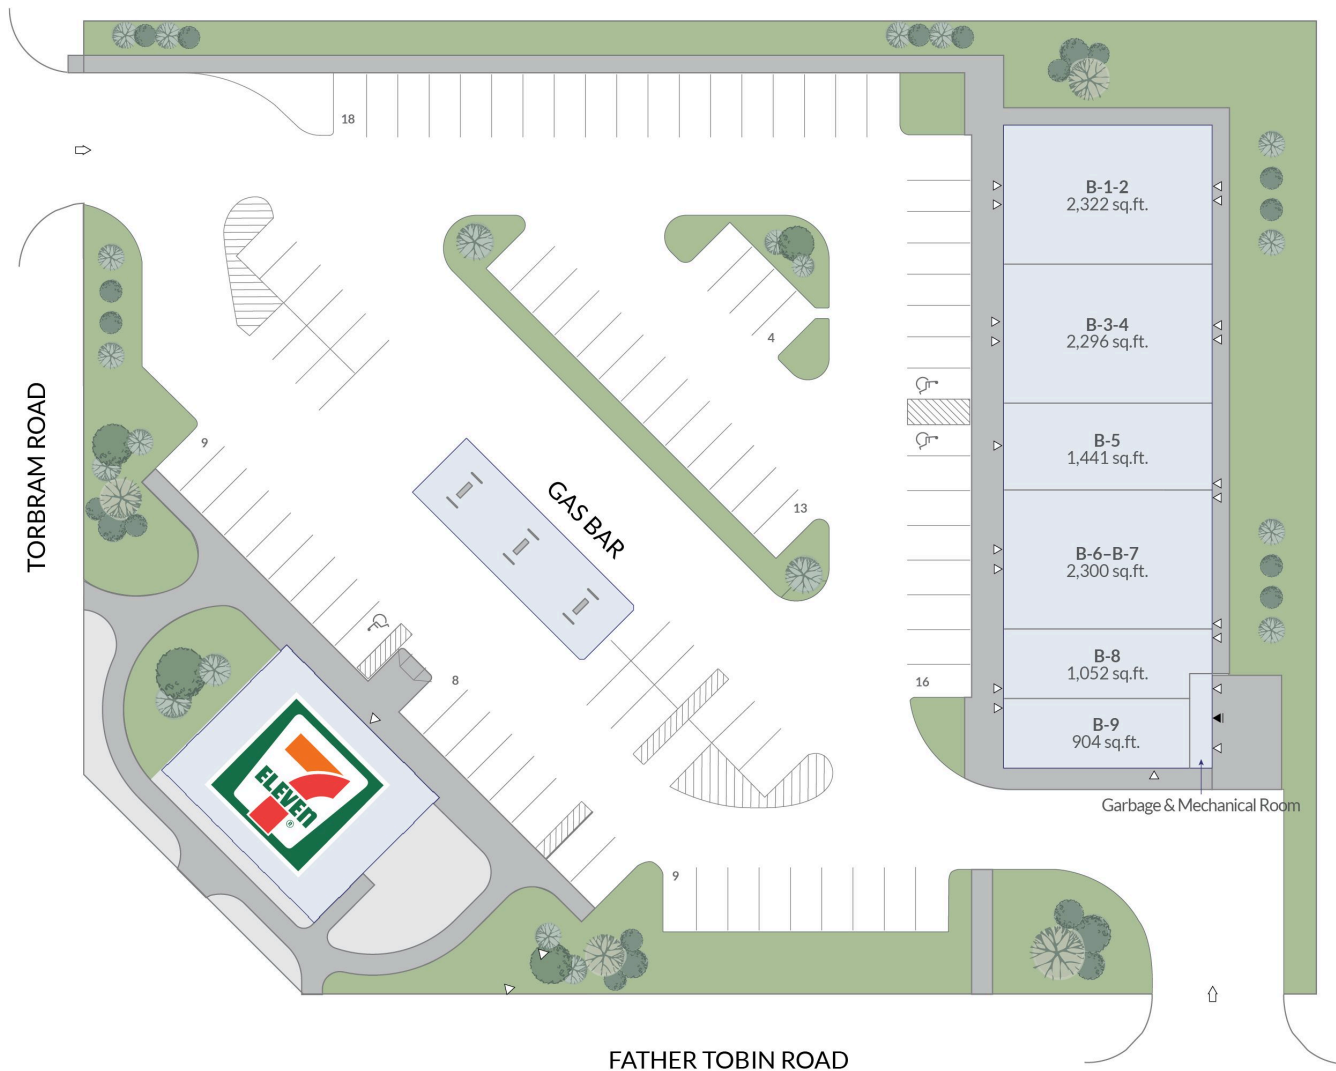 18
B-1-2
2,322 sq.ft.
B-3-4
2,296 sq.ft.
4
TORBRAM ROAD
9
B-5
1,441 sq.ft.
GAS BAR
13
B-6–B-7
2,300 sq.ft.
B-8
1,052 sq.ft.
8
16
B-9
904 sq.ft.
7
ELEVEN
®
Garbage & Mechanical Room
9
FATHER TOBIN ROAD